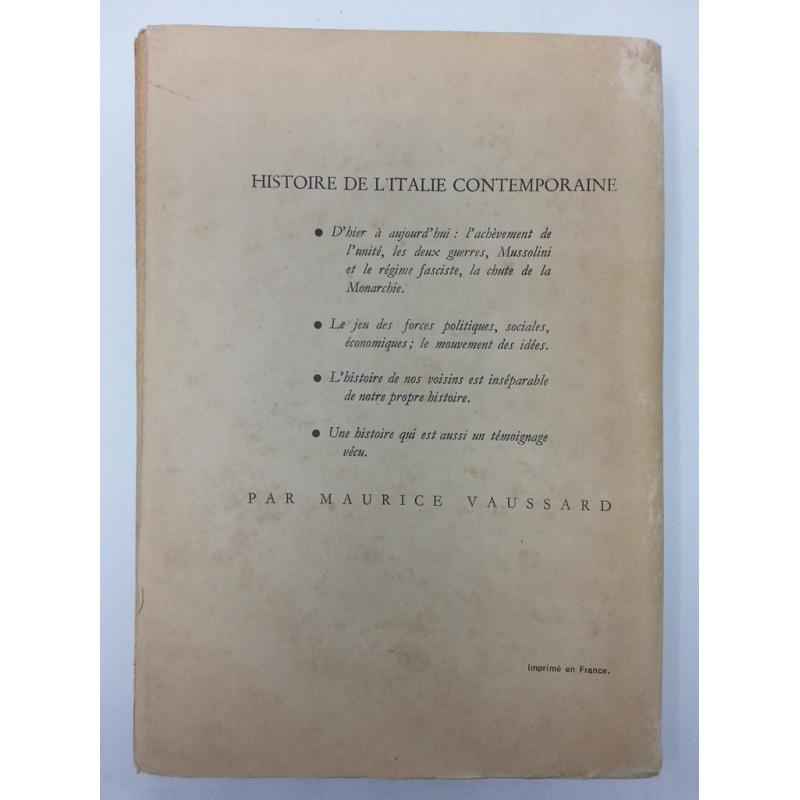 HISTOIRE DE L'ITALIE CONTEMPORAINE
● D'hier à aujourd'hui : l'achèvement de
l'unité, les deux guerres, Mussolini
et le régime fasciste, la chute de la
Monarchie.
● Le jeu des forces politiques, sociales,
économiques ; le mouvement des idées.
● L'histoire de nos voisins est inséparable
de notre propre histoire.
● Une histoire qui est aussi un témoignage
vécu.
PAR MAURICE VAUSSARD
Imprimé en France.